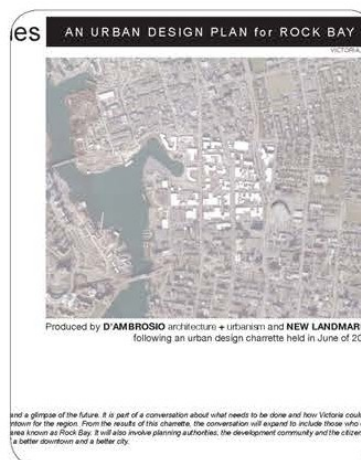 es
AN URBAN DESIGN PLAN for ROCK BAY
VICTORIA,
Produced by D'AMBROSIO architecture + urbanism and NEW LANDMAR
following an urban design charrette held in June of 20
and a glimpse of the future. It is part of a conversation about what needs to be done and how Victoria could
ntown for the region. From the results of this charrette, the conversation will expand to include those who
area known as Rock Bay. It will also involve planning authorities, the development community and the citizen
a better downtown and a better city.